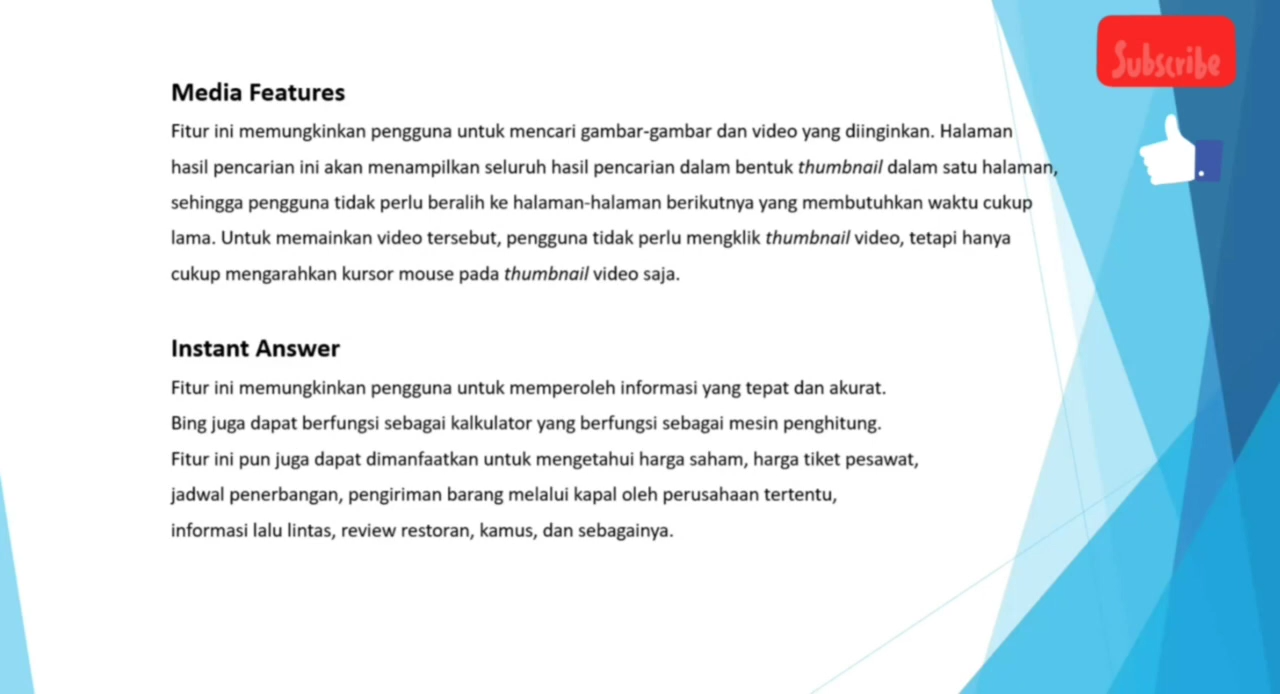 Subscribe
Media Features
Fitur ini memungkinkan pengguna untuk mencari gambar-gambar dan video yang diinginkan. Halaman
hasil pencarian ini akan menampilkan seluruh hasil pencarian dalam bentuk thumbnail dalam satu halaman,
sehingga pengguna tidak perlu beralih ke halaman-halaman berikutnya yang membutuhkan waktu cukup
lama. Untuk memainkan video tersebut, pengguna tidak perlu mengklik thumbnail video, tetapi hanya
cukup mengarahkan kursor mouse pada thumbnail video saja.
Instant Answer
Fitur ini memungkinkan pengguna untuk memperoleh informasi yang tepat dan akurat.
Bing juga dapat berfungsi sebagai kalkulator yang berfungsi sebagai mesin penghitung.
Fitur ini pun juga dapat dimanfaatkan untuk mengetahui harga saham, harga tiket pesawat,
jadwal penerbangan, pengiriman barang melalui kapal oleh perusahaan tertentu,
informasi lalu lintas, review restoran, kamus, dan sebagainya.